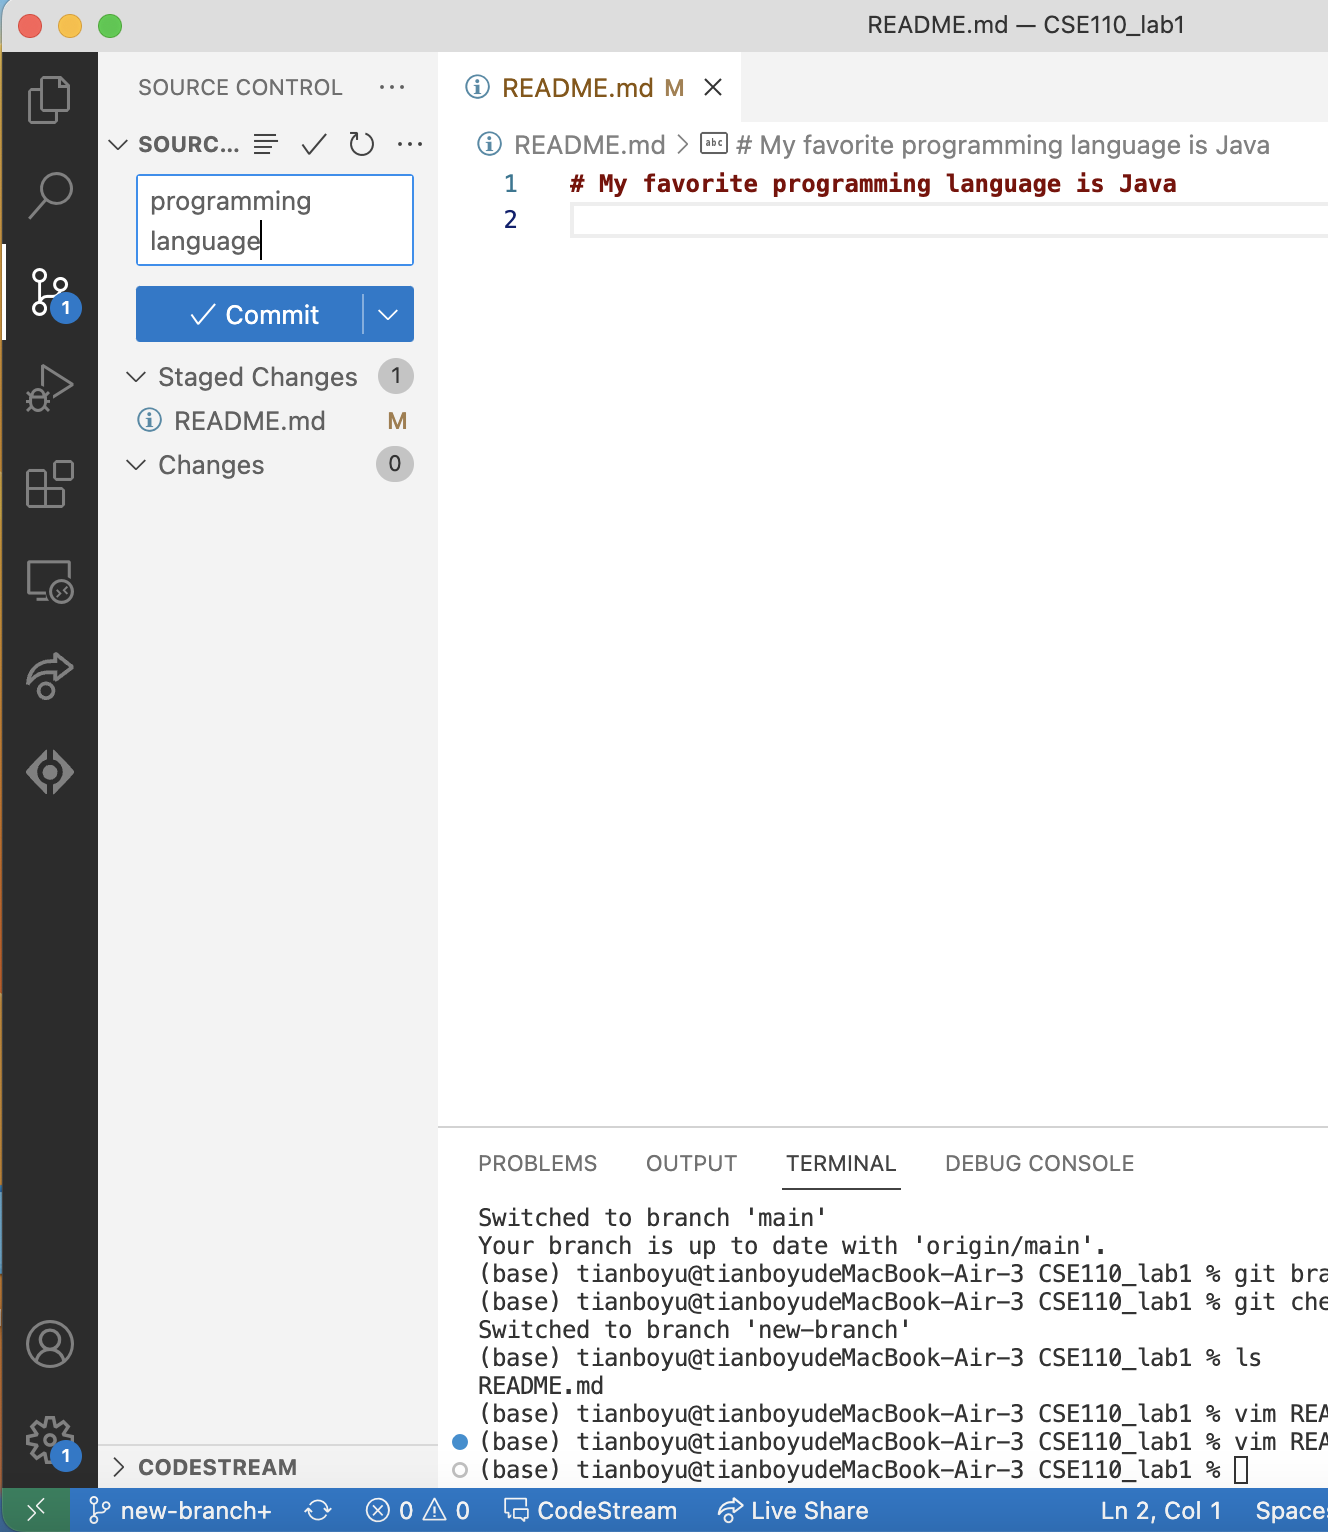 README.md — CSE110_lab1
SOURCE CONTROL
SOURC...
programming
language
Commit
Staged Changes 1
README.md M
Changes 0
CODESTREAM
1
1
README.md M
README.md > abc # My favorite programming language is Java
1 # My favorite programming language is Java
2
PROBLEMS OUTPUT TERMINAL DEBUG CONSOLE
Switched to branch 'main'
Your branch is up to date with 'origin/main'.
(base) tianboyu@tianboyudeMacBook-Air-3 CSE110_lab1 % git bra
(base) tianboyu@tianboyudeMacBook-Air-3 CSE110_lab1 % git che
Switched to branch 'new-branch'
(base) tianboyu@tianboyudeMacBook-Air-3 CSE110_lab1 % ls
README.md
(base) tianboyu@tianboyudeMacBook-Air-3 CSE110_lab1 % vim REA
(base) tianboyu@tianboyudeMacBook-Air-3 CSE110_lab1 % vim REA
(base) tianboyu@tianboyudeMacBook-Air-3 CSE110_lab1 %
new-branch+ 0 0 CodeStream Live Share Ln 2, Col 1 Spaces